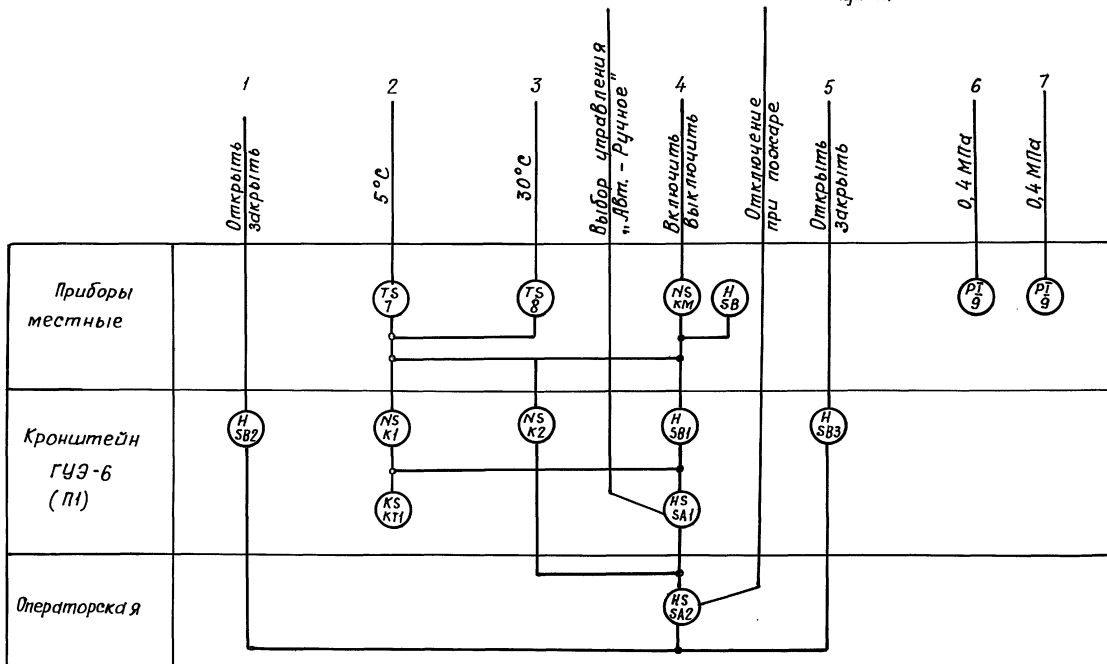 1
2
3
4
5
6
7
Открыть
закрыть
5°С
30°С
Выбор управления
„Авт. - Ручное"
Включить
выключить
Отключение
при пожаре
Открыть
закрыть
0,4 МПа
0,4 МПа
Приборы
местные
TS
7
TS
8
NS
КМ
H
SB
PI
9
PI
9
Кронштейн
ГУЭ-6
(П1)
H
SB2
NS
K1
NS
K2
H
SB1
H
SB3
KS
KT1
HS
SA1
Операторская
HS
SA2